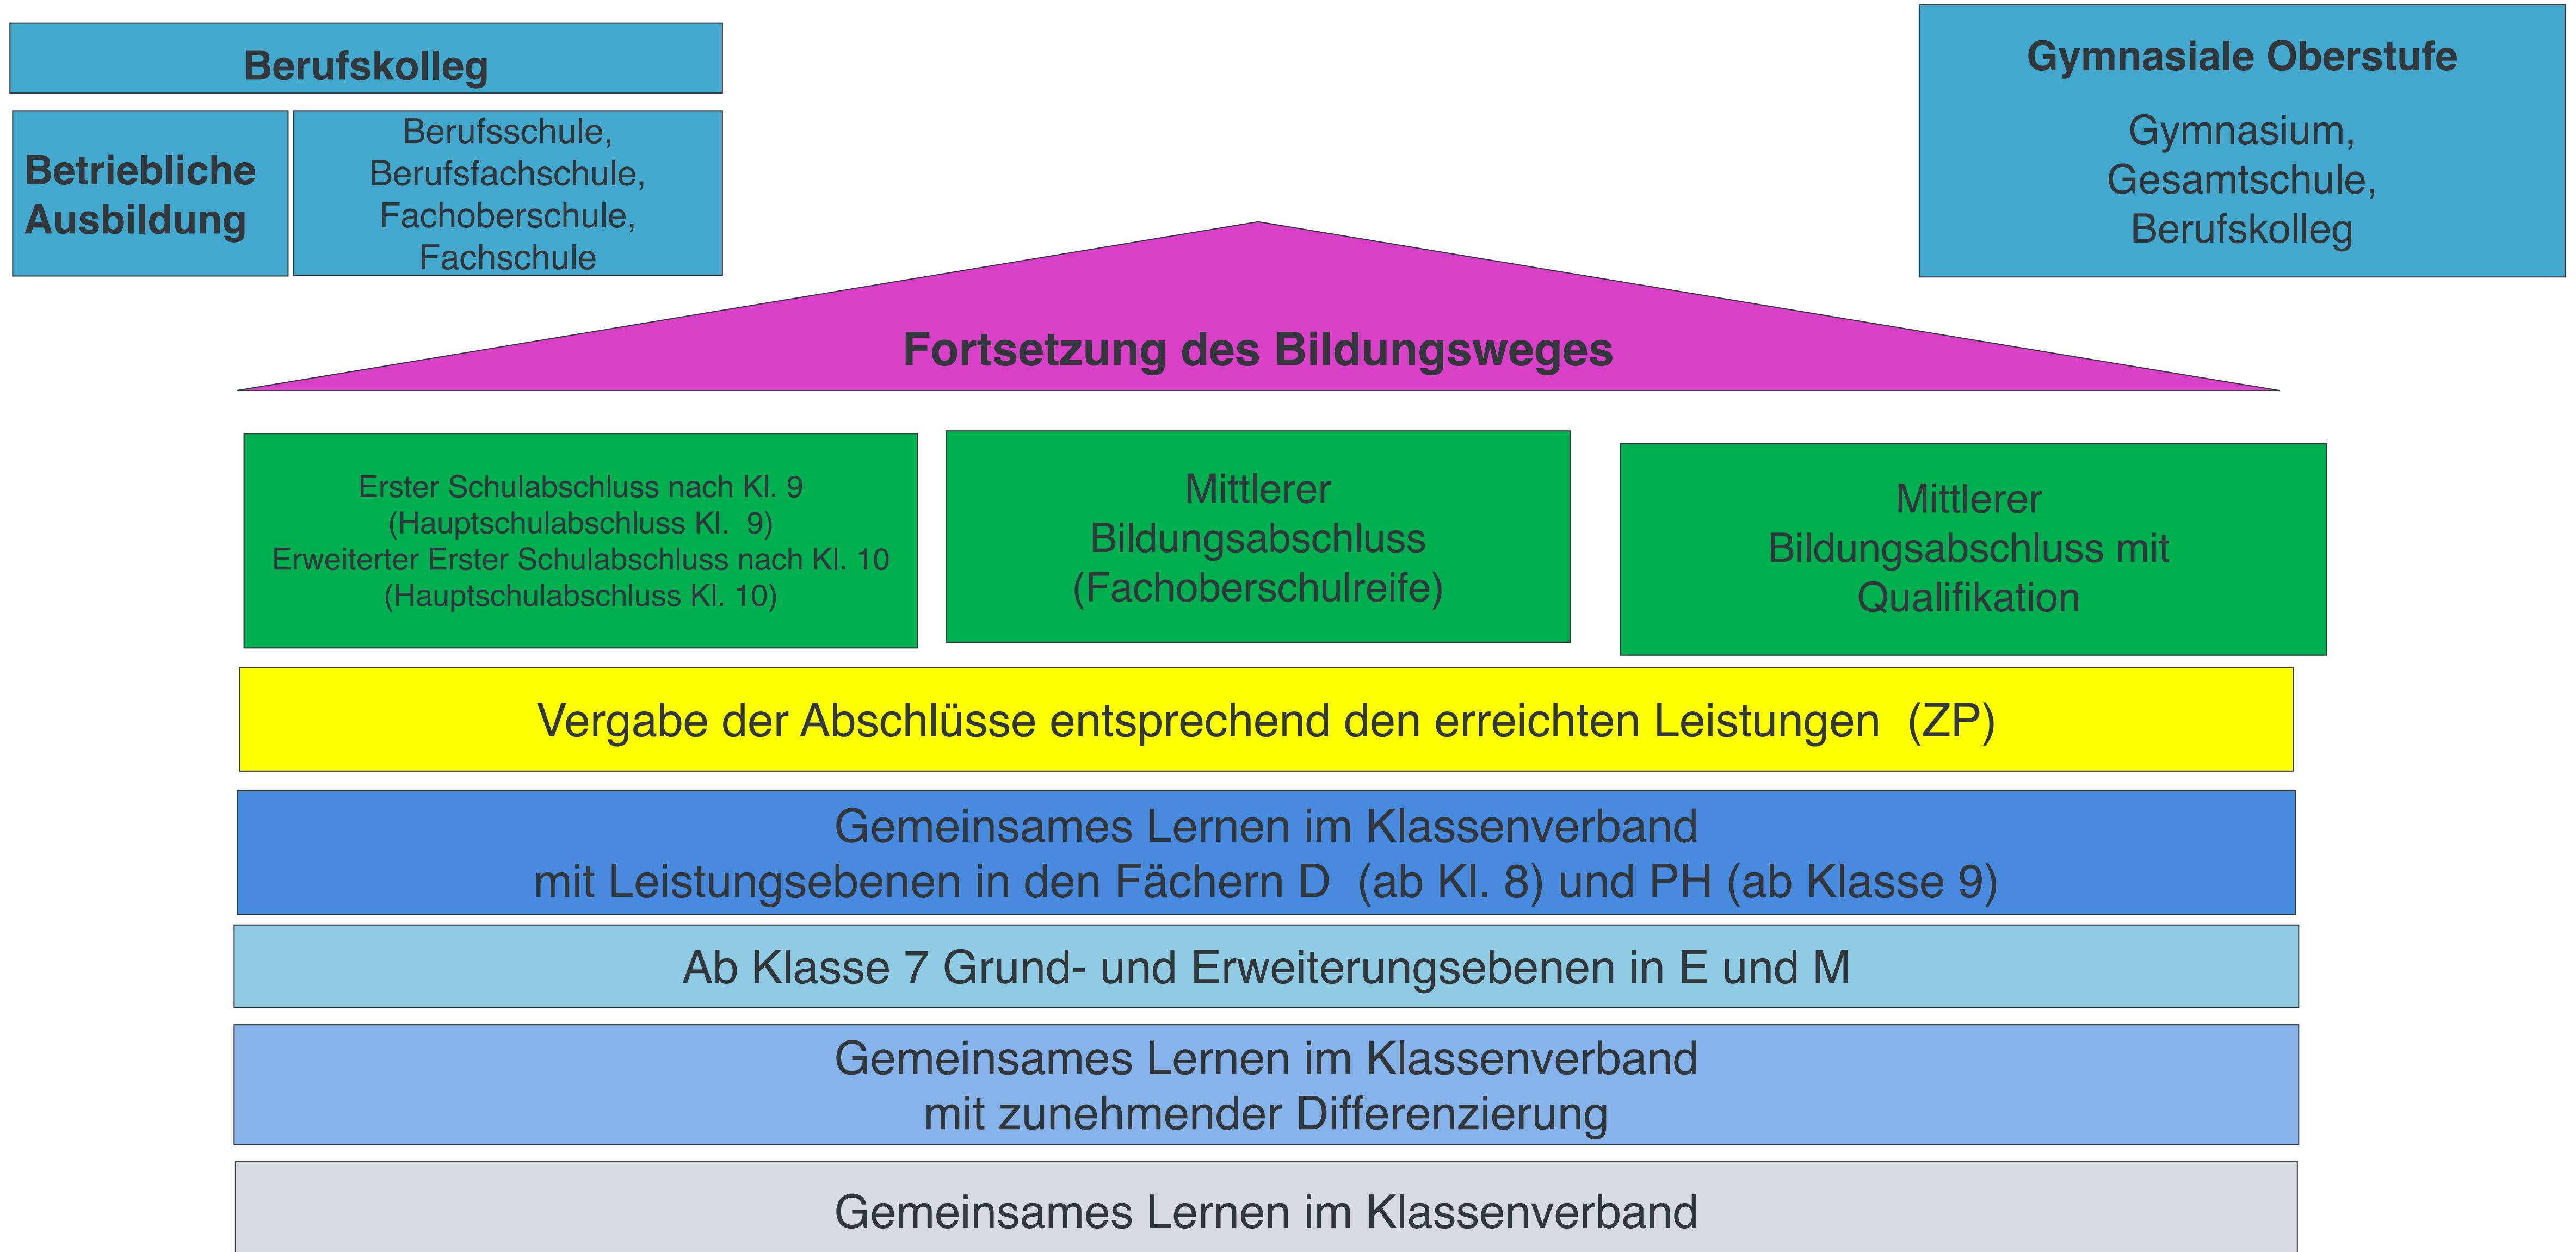 Berufskolleg
Betriebliche
Ausbildung
Berufsschule,
Berufsfachschule,
Fachoberschule,
Fachschule
Gymnasiale Oberstufe
Gymnasium,
Gesamtschule,
Berufskolleg
Fortsetzung des Bildungsweges
Erster Schulabschluss nach Kl. 9
(Hauptschulabschluss Kl.  9)
Erweiterter Erster Schulabschluss nach Kl. 10
(Hauptschulabschluss Kl. 10)
Mittlerer
Bildungsabschluss
(Fachoberschulreife)
Mittlerer
Bildungsabschluss mit
Qualifikation
Vergabe der Abschlüsse entsprechend den erreichten Leistungen  (ZP)
Gemeinsames Lernen im Klassenverband
mit Leistungsebenen in den Fächern D  (ab Kl. 8) und PH (ab Klasse 9)
Ab Klasse 7 Grund- und Erweiterungsebenen in E und M
Gemeinsames Lernen im Klassenverband
mit zunehmender Differenzierung
Gemeinsames Lernen im Klassenverband